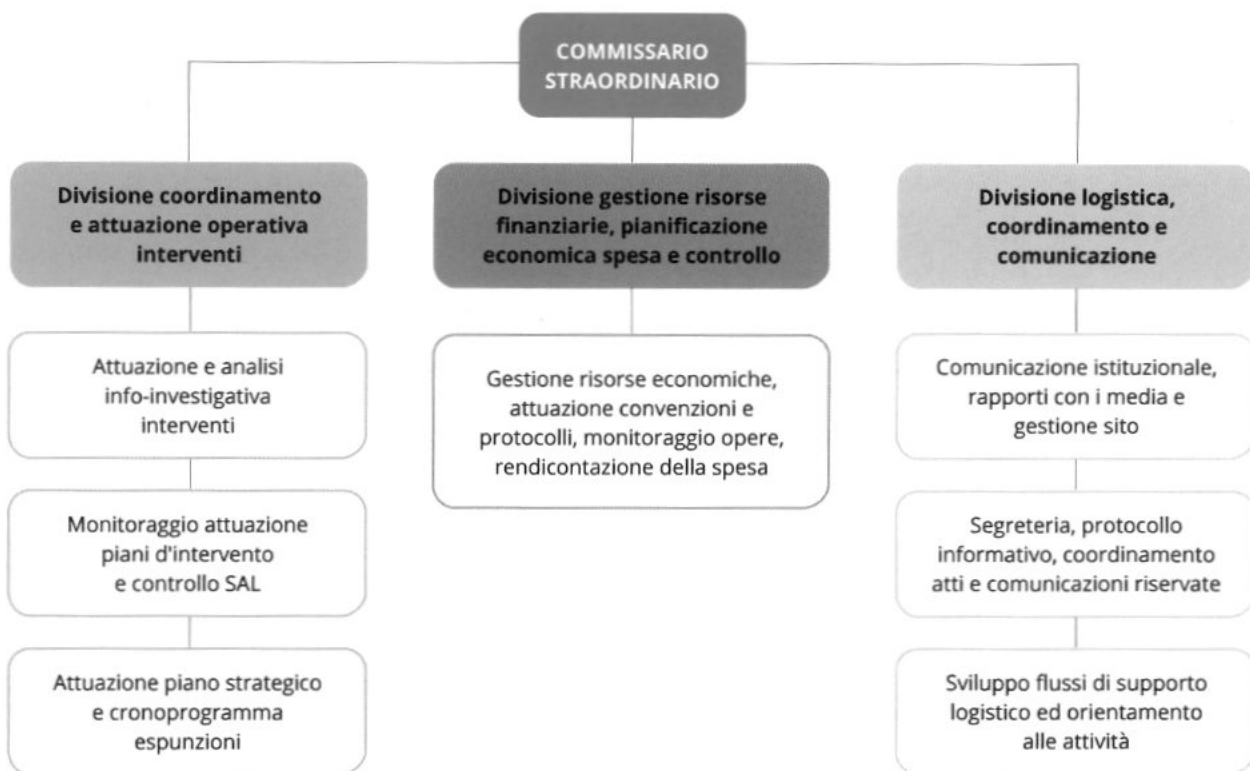 COMMISSARIO
STRAORDINARIO
Divisione coordinamento
e attuazione operativa
interventi
Attuazione e analisi
info-investigativa
interventi
Monitoraggio attuazione
piani d'intervento
e controllo SAL
Attuazione piano strategico
e cronoprogramma
espunzioni
Divisione gestione risorse
finanziarie, pianificazione
economica spesa e controllo
Gestione risorse economiche,
attuazione convenzioni e
protocolli, monitoraggio opere,
rendicontazione della spesa
Divisione logistica,
coordinamento e
comunicazione
Comunicazione istituzionale,
rapporti con i media e
gestione sito
Segreteria, protocollo
informativo, coordinamento
atti e comunicazioni riservate
Sviluppo flussi di supporto
logistico ed orientamento
alle attività